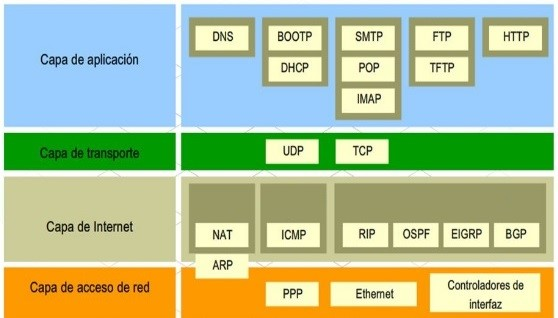 Capa de aplicación
DNS
BOOTP
SMTP
FTP
HTTP
DHCP
POP
TFTP
IMAP
Capa de transporte
UDP
TCP
Capa de Internet
NAT
ICMP
RIP
OSPF
EIGRP
BGP
ARP
Capa de acceso de red
PPP
Ethernet
Controladores de
interfaz